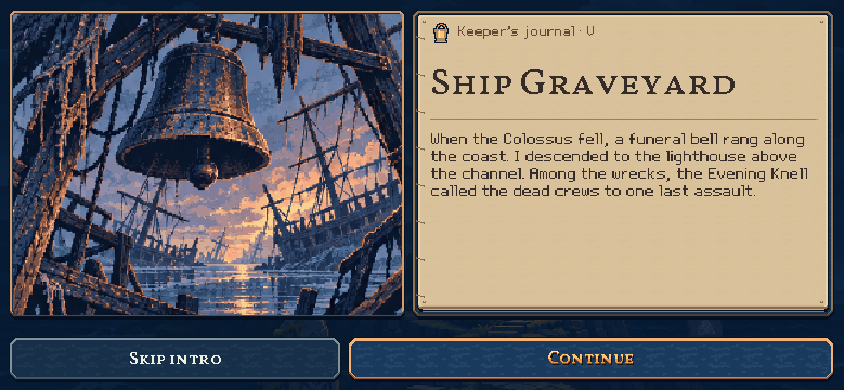 Keeper's journal · V
Ship Graveyard
When the Colossus fell, a funeral bell rang along
the coast. I descended to the lighthouse above
the channel. Among the wrecks, the Evening Knell
called the dead crews to one last assault.
Skip intro
Continue